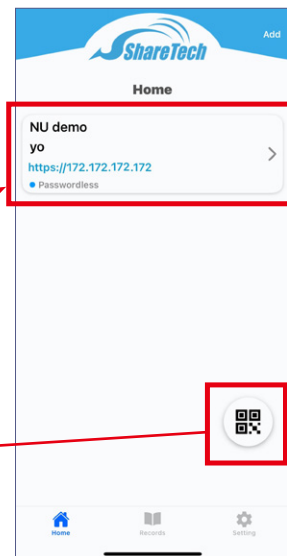 Add
ShareTech
Home
NU demo
yo
https://172.172.172.172
Passwordless
Home
Records
Setting